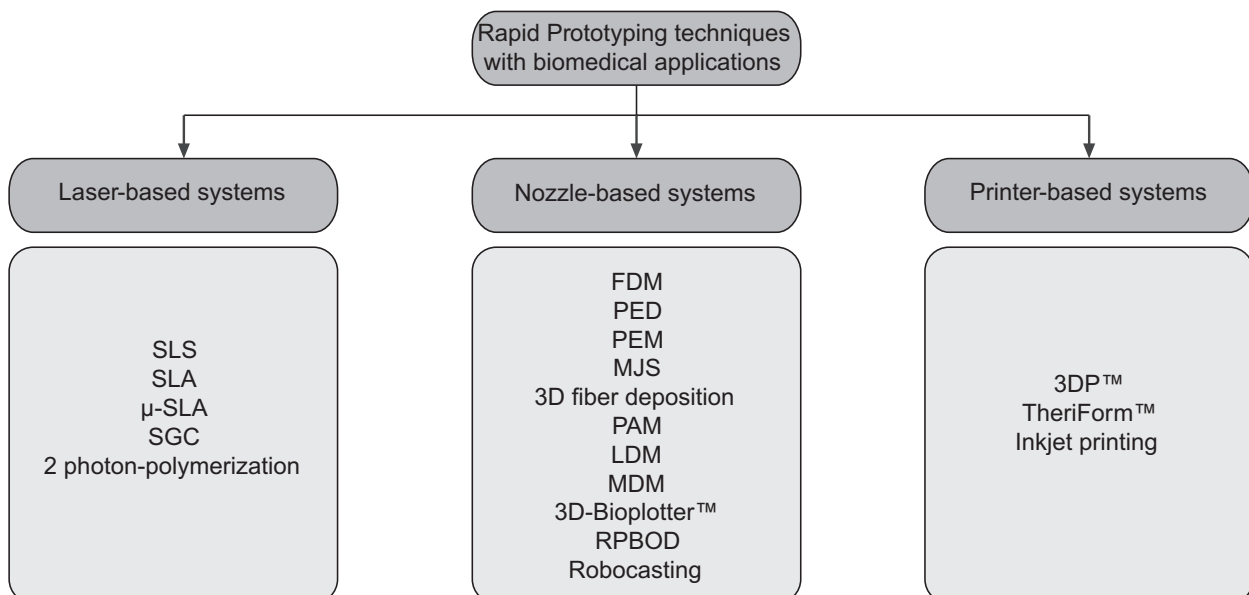 Rapid Prototyping techniques
with biomedical applications
Laser-based systems
Nozzle-based systems
Printer-based systems
SLS
SLA
µ-SLA
SGC
2 photon-polymerization
FDM
PED
PEM
MJS
3D fiber deposition
PAM
LDM
MDM
3D-Bioplotter™
RPBOD
Robocasting
3DP™
TheriForm™
Inkjet printing